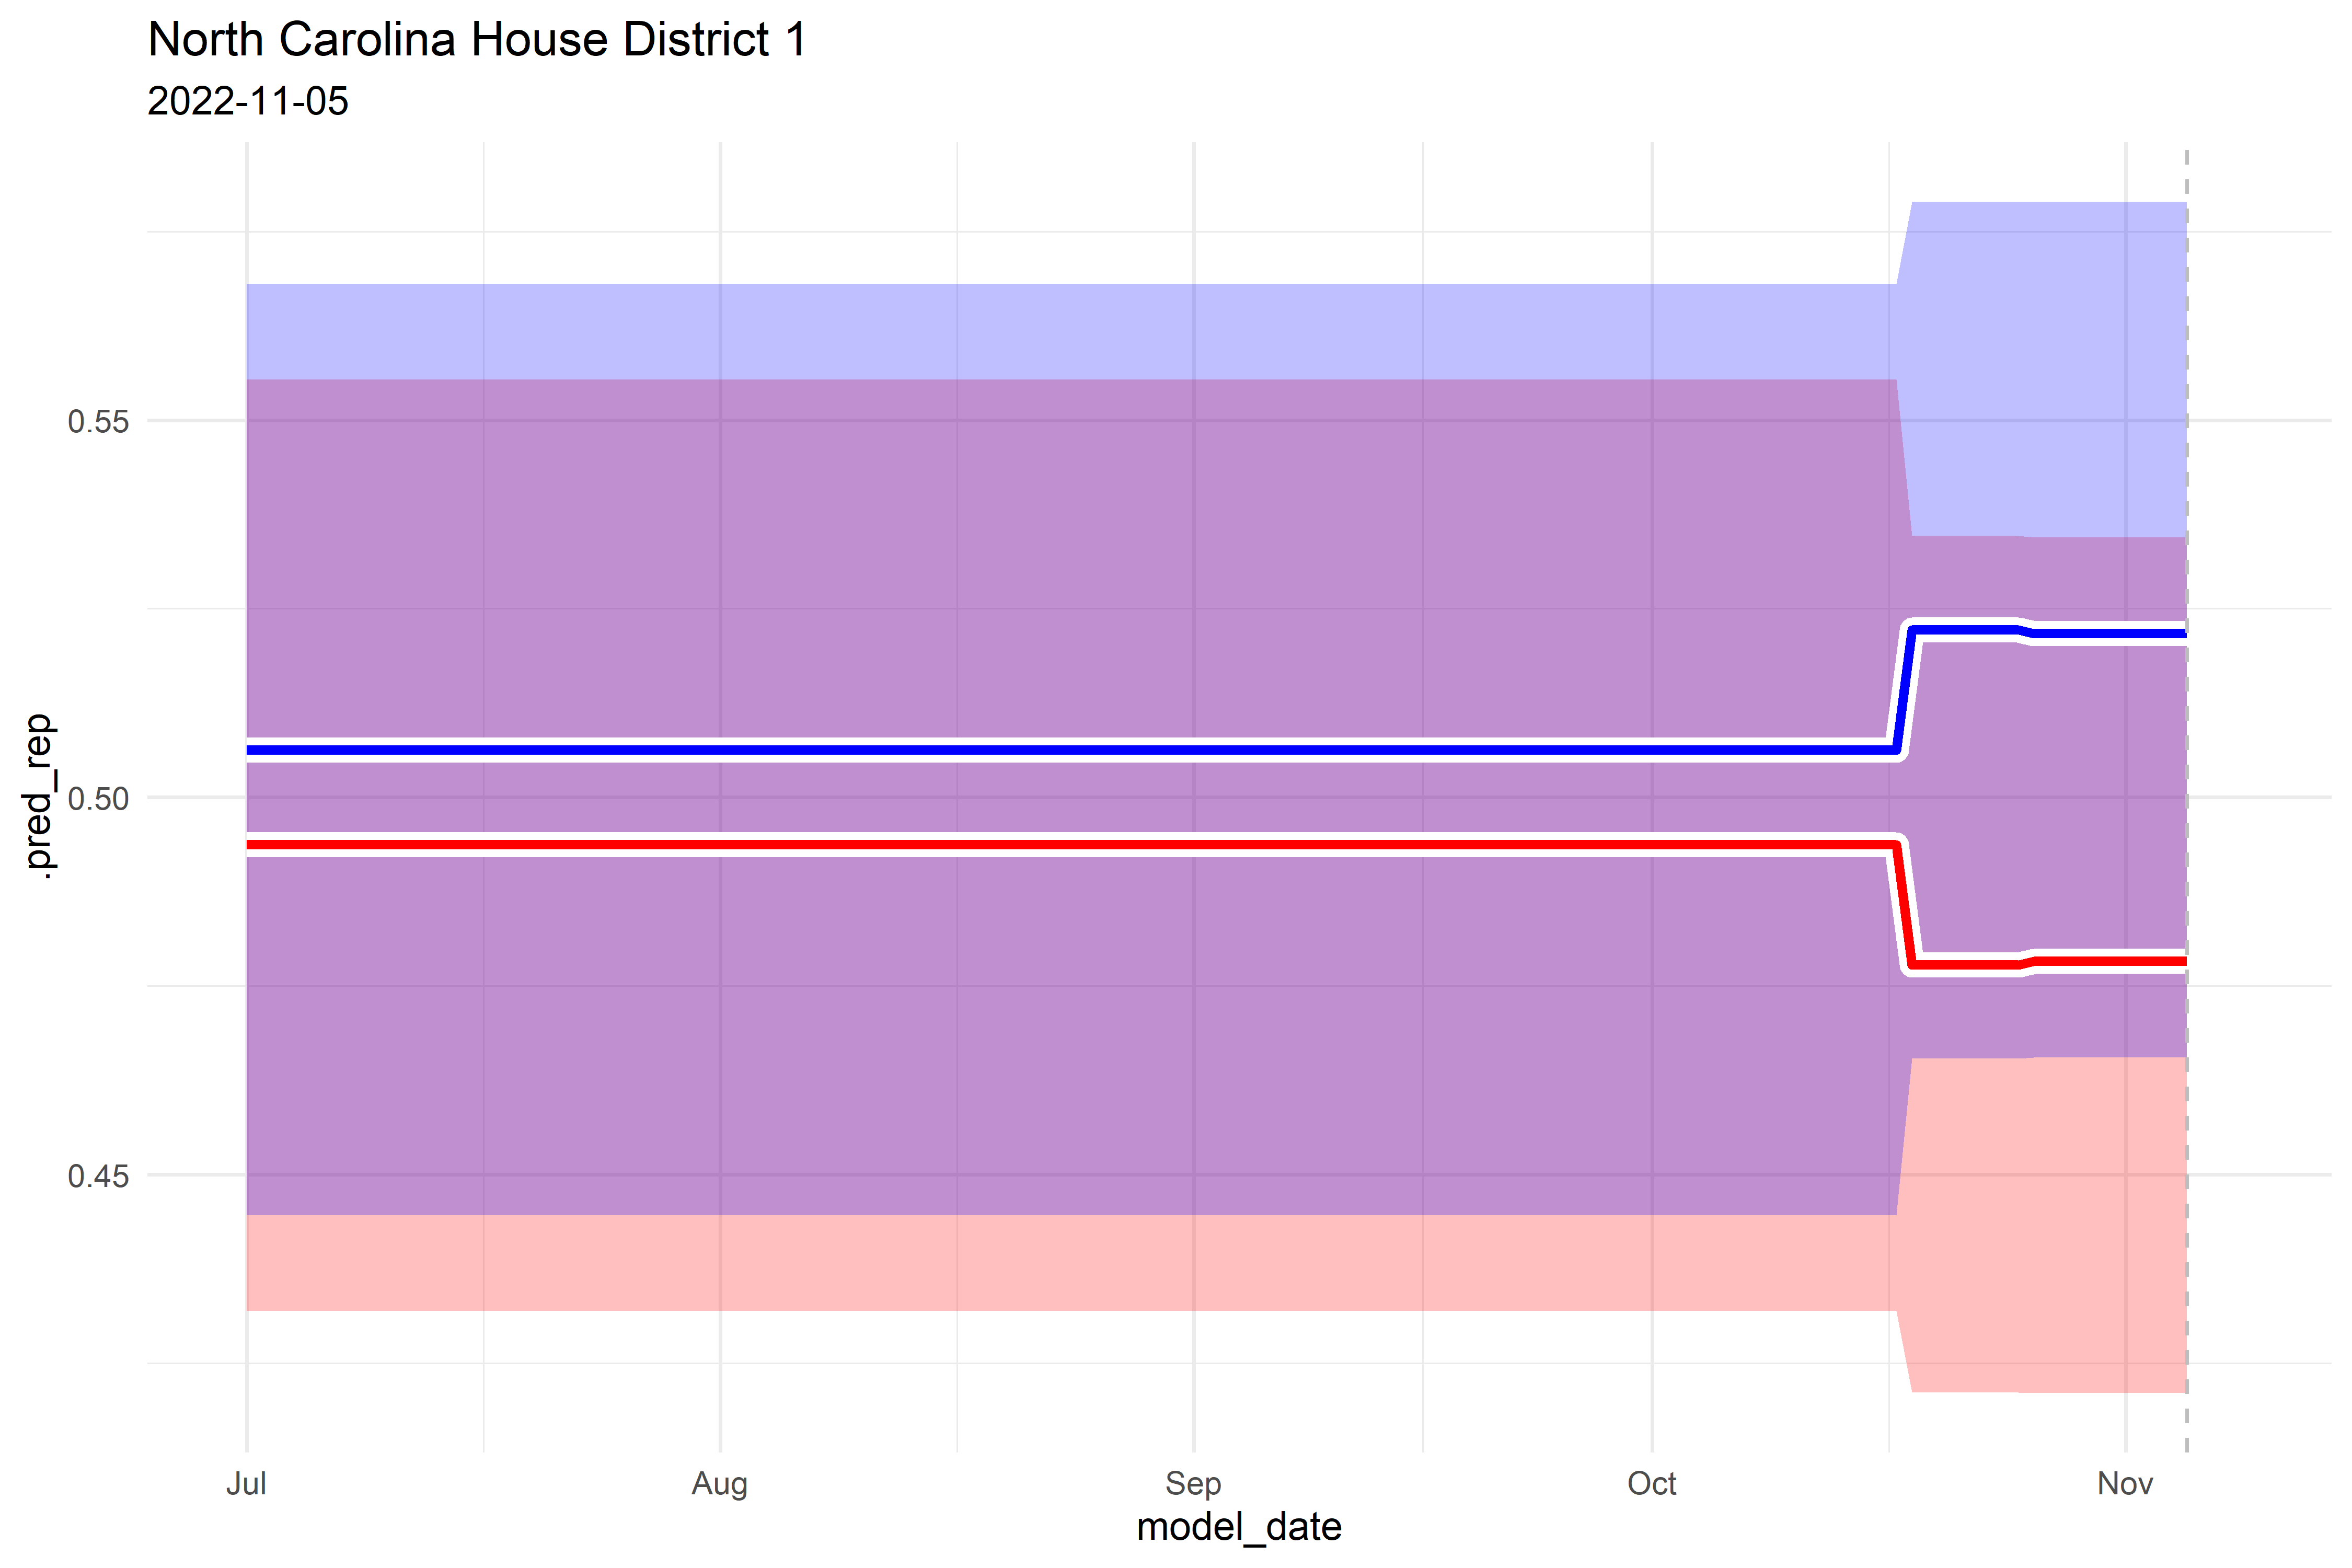 North Carolina House District 1
2022-11-05
.pred_rep
0.55
0.50
0.45
Jul Aug Sep Oct Nov
model_date